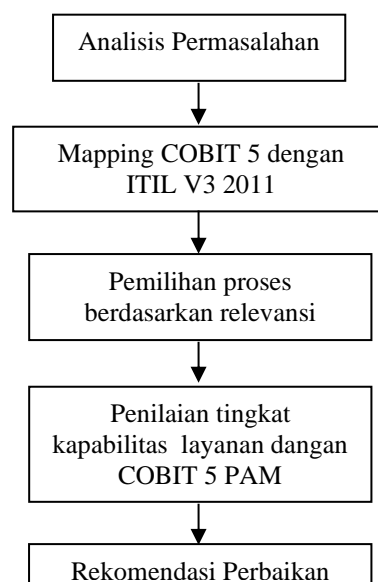 Analisis Permasalahan
Mapping COBIT 5 dengan
ITIL V3 2011
Pemilihan proses
berdasarkan relevansi
Penilaian tingkat
kapabilitas layanan dangan
COBIT 5 PAM
Rekomendasi Perbaikan